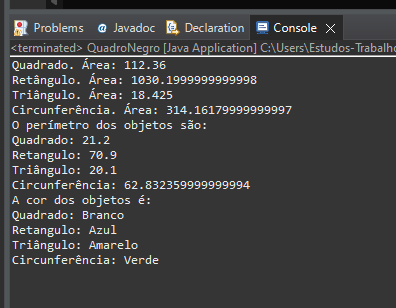 Problems Javadoc Declaration Console
<terminated> QuadroNegro [Java Application] C:\Users\Estudos-Trabalho
Quadrado. Área: 112.36
Retângulo. Área: 1030.1999999999998
Triângulo. Área: 18.425
Circunferência. Área: 314.16179999999997
O perímetro dos objetos são:
Quadrado: 21.2
Retangulo: 70.9
Triângulo: 20.1
Circunferência: 62.832359999999994
A cor dos objetos é:
Quadrado: Branco
Retangulo: Azul
Triângulo: Amarelo
Circunferência: Verde